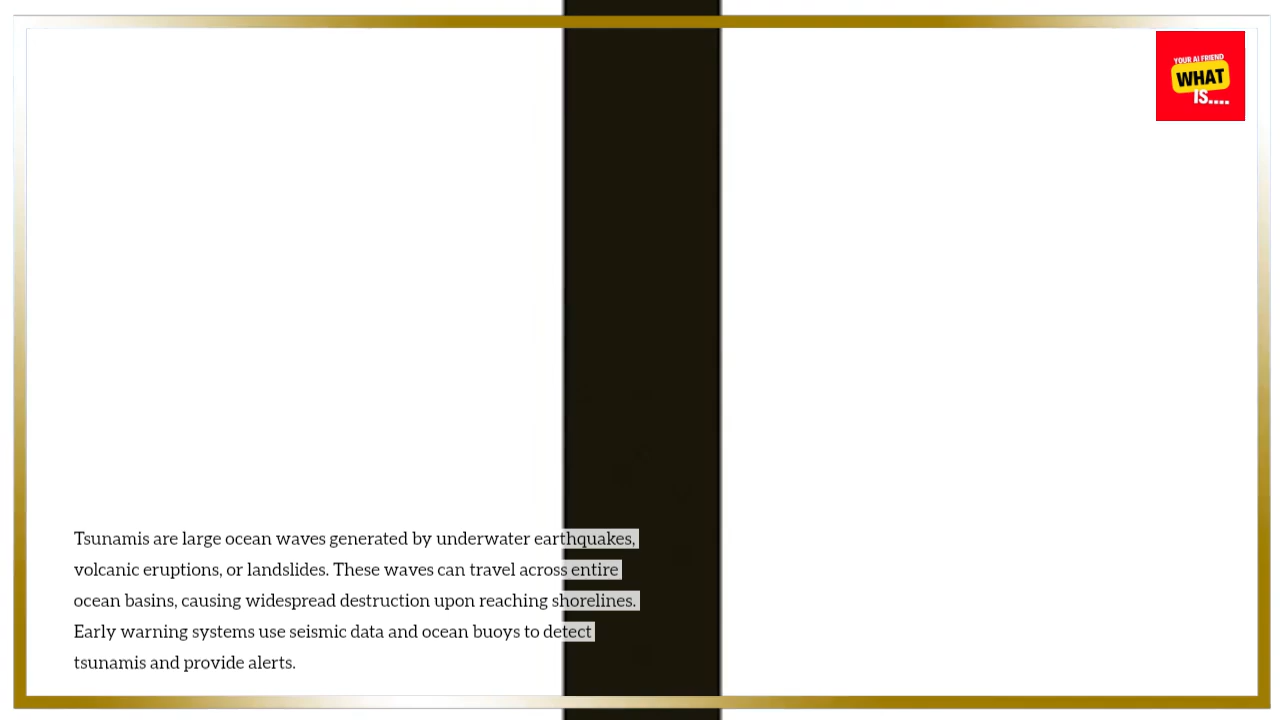 YOUR AI FRIEND
WHAT
IS....
Tsunamis are large ocean waves generated by underwater earthquakes,
volcanic eruptions, or landslides. These waves can travel across entire
ocean basins, causing widespread destruction upon reaching shorelines.
Early warning systems use seismic data and ocean buoys to detect
tsunamis and provide alerts.